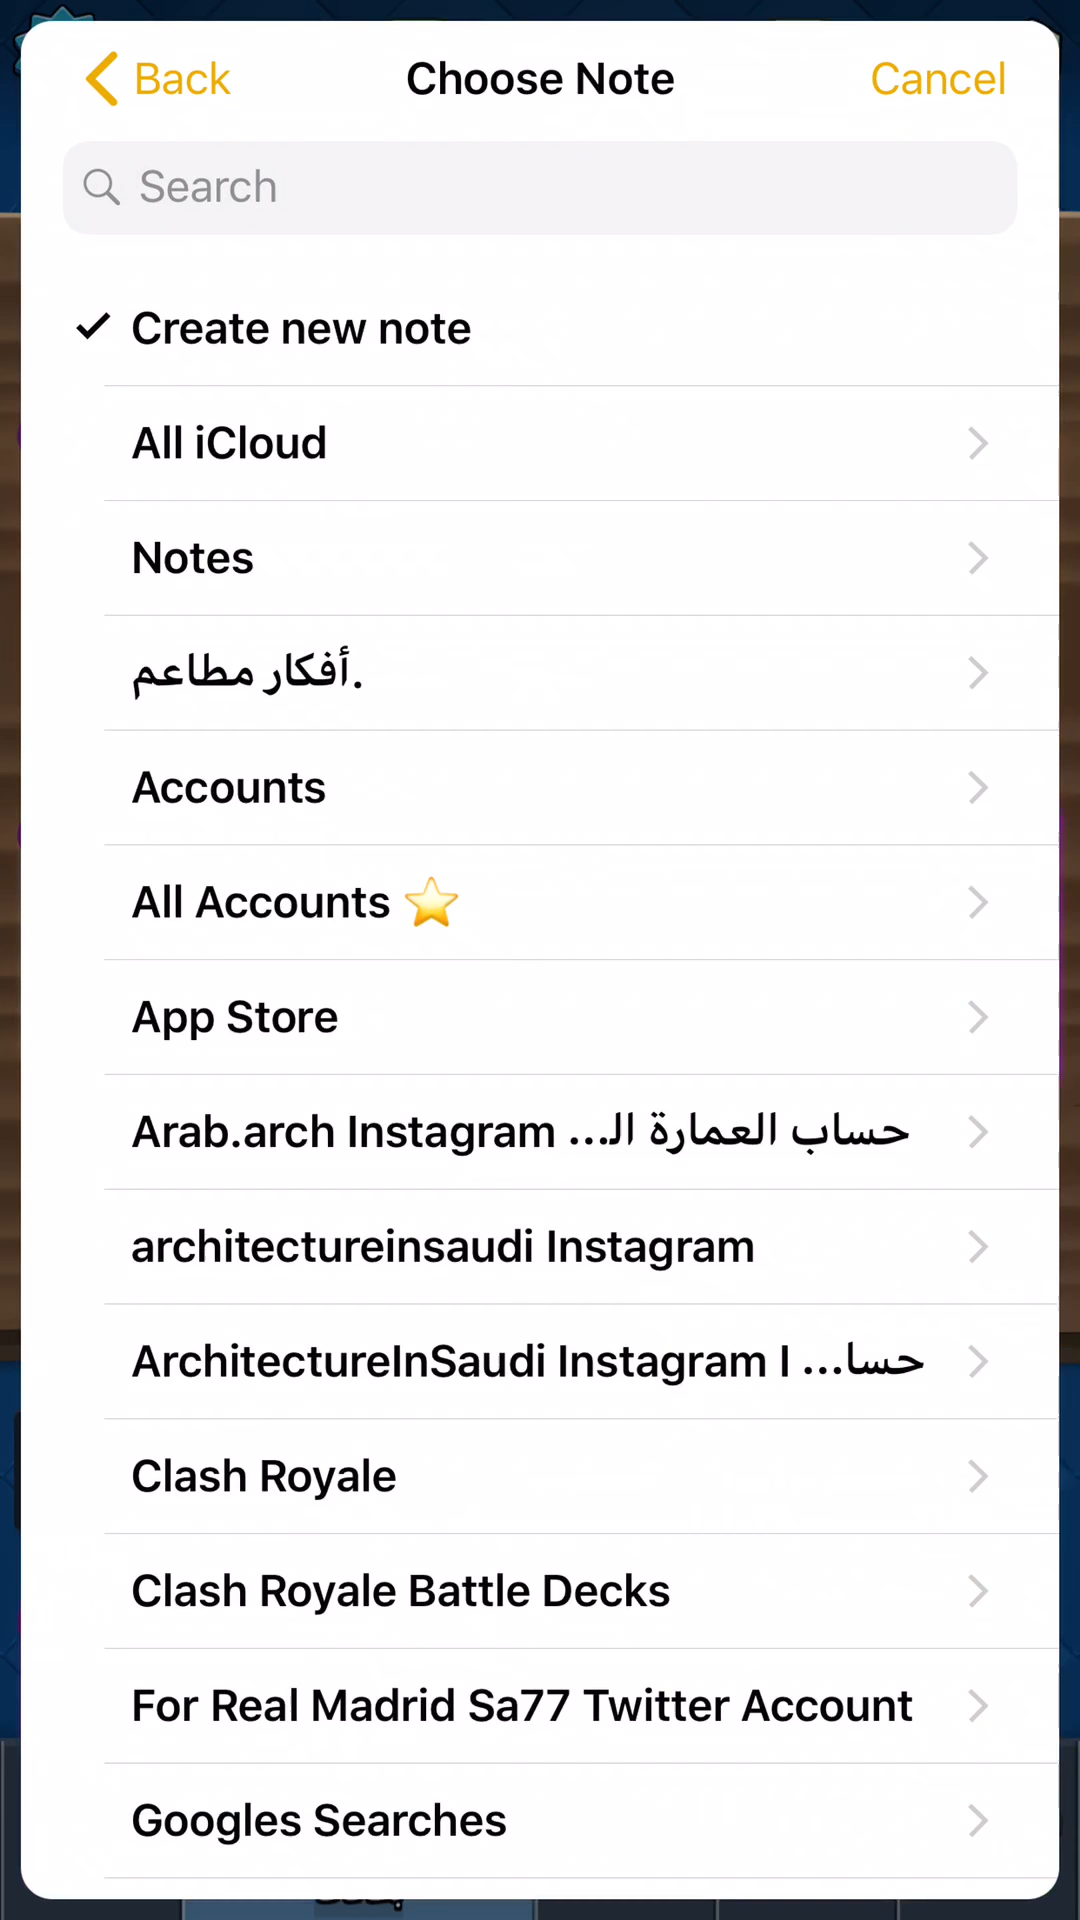 Back
Choose Note
Cancel
Search
Create new note
All iCloud
Notes
أفكار مطاعم.
Accounts
All Accounts ⭐
App Store
Arab.arch Instagram حساب العمارة الـ...
architectureinsaudi Instagram
ArchitectureInSaudi Instagram I حسا...
Clash Royale
Clash Royale Battle Decks
For Real Madrid Sa77 Twitter Account
Googles Searches